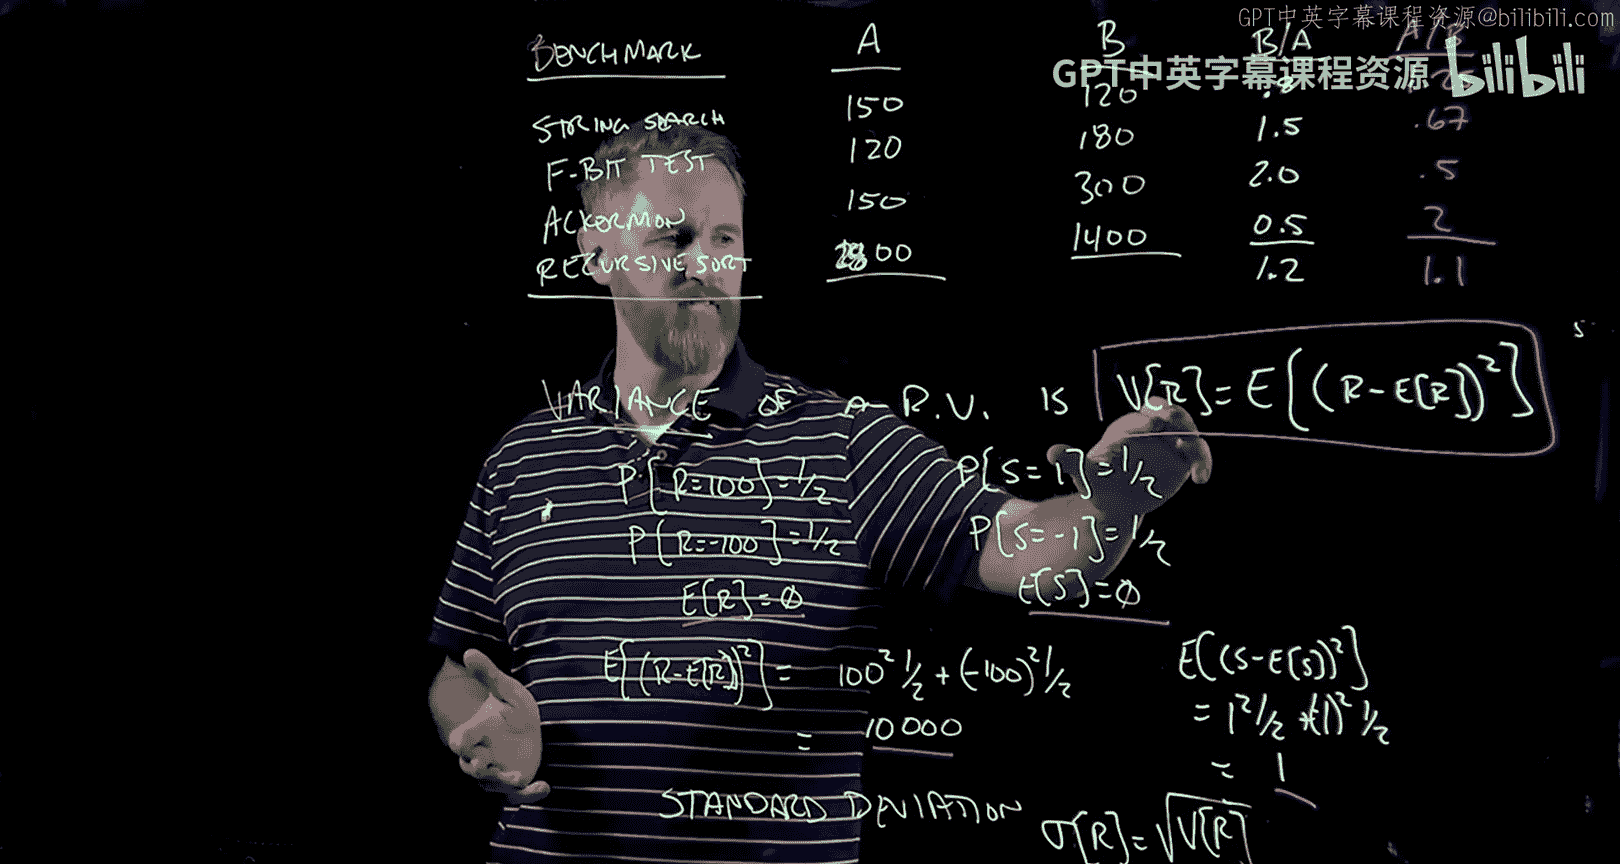 GPT中英字幕课程资源@bilibili.com
GPT中英字幕课程资源 bilibili
BENCHMARK A B B/A A/B
STRING SEARCH 150 120 .8
F-BIT TEST 120 180 1.5 .67
ACKERMON 150 300 2.0 .5
RECURSIVE SORT 00 1400 0.5 2
1.2 1.1
VARIANCE OF A R.V. IS V[R]=E[(R-E[R])²]
P[R=100]=1/2 P[S=1]=1/2
P[R=-100]=1/2 P[S=-1]=1/2
E[R]=0 E[S]=0
E[(R-E[R])²]= 100² 1/2 + (-100)² 1/2 E[(S-E[S])²]
= 10000 = 1² 1/2 + (-1)² 1/2
= 1
STANDARD DEVIATION σ[R]=√V[R]